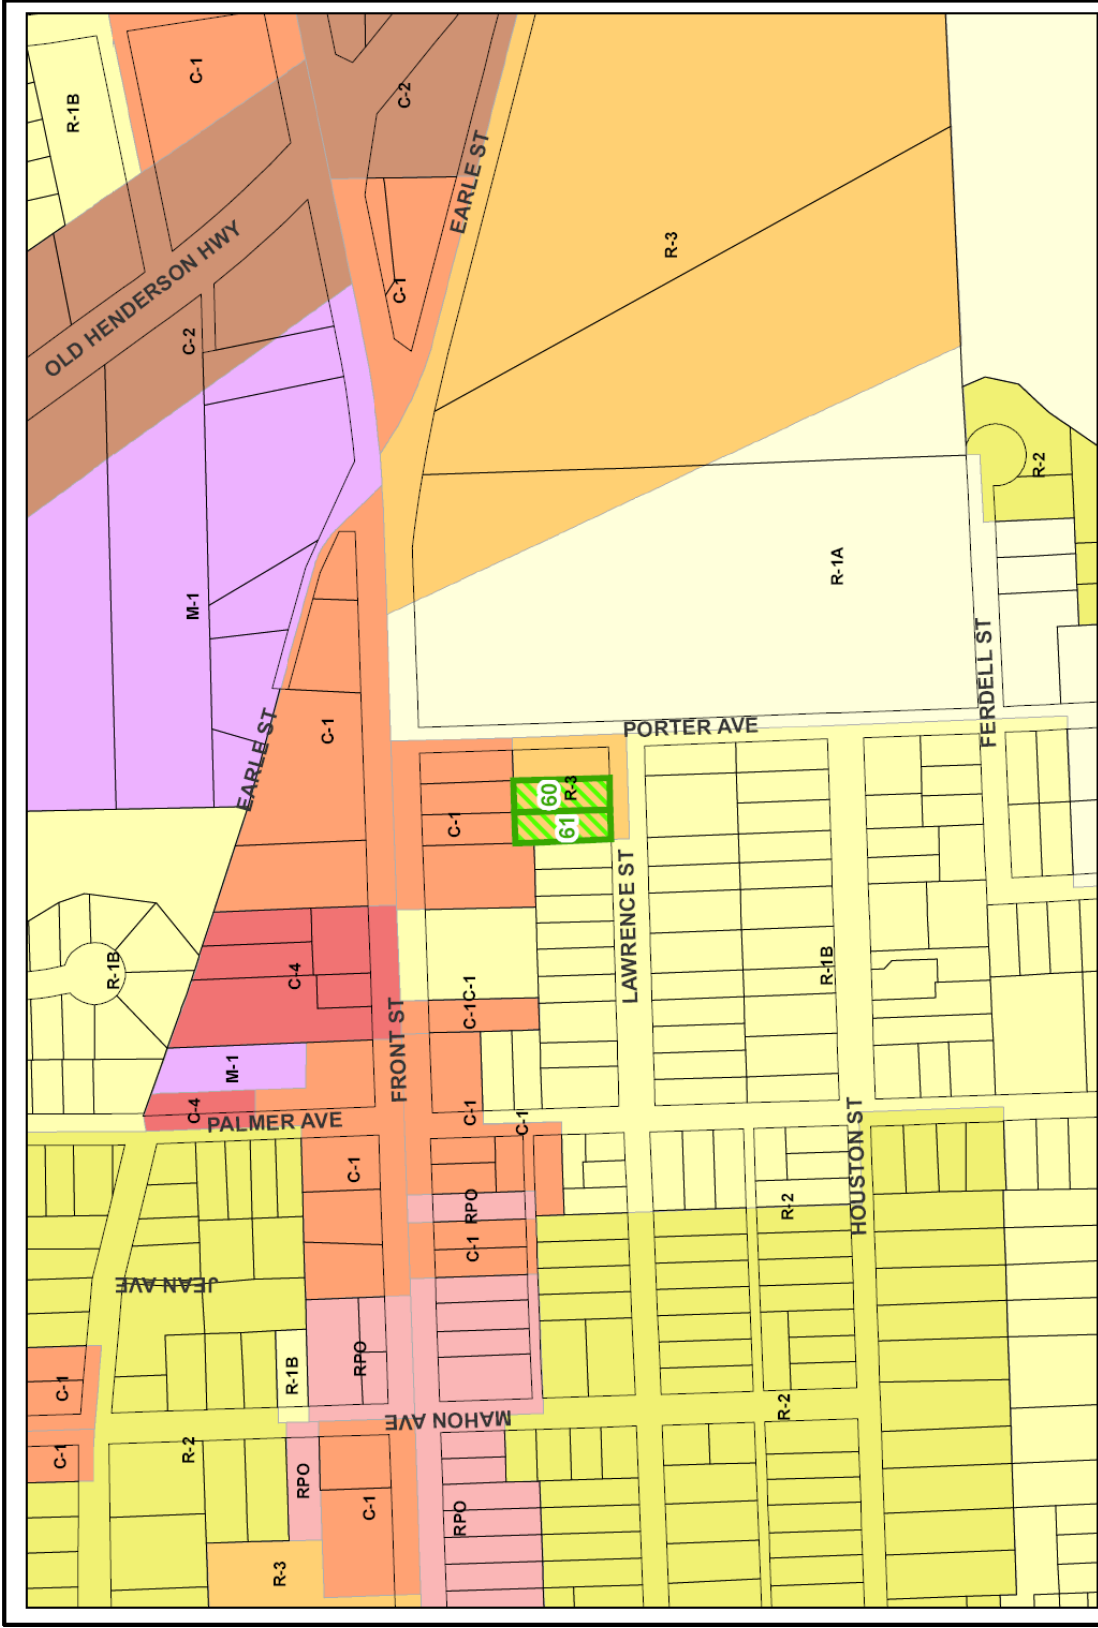 R-1B
C-1
C-2
EARLE ST
OLD HENDERSON HWY
C-1
C-2
R-3
M-1
EARLE ST
C-1
R-1A
R-2
FERDELL ST
PORTER AVE
60
R-3
61
C-1
LAWRENCE ST
R-1B
C-4
R-1B
C-1
C-1
FRONT ST
M-1
C-4
PALMER AVE
C-1
C-1
C-1
RPO
C-1
R-2
HOUSTON ST
JEAN AVE
R-1B
RPO
C-1
MAHON AVE
R-2
C-1
R-2
RPO
C-1
RPO
R-3